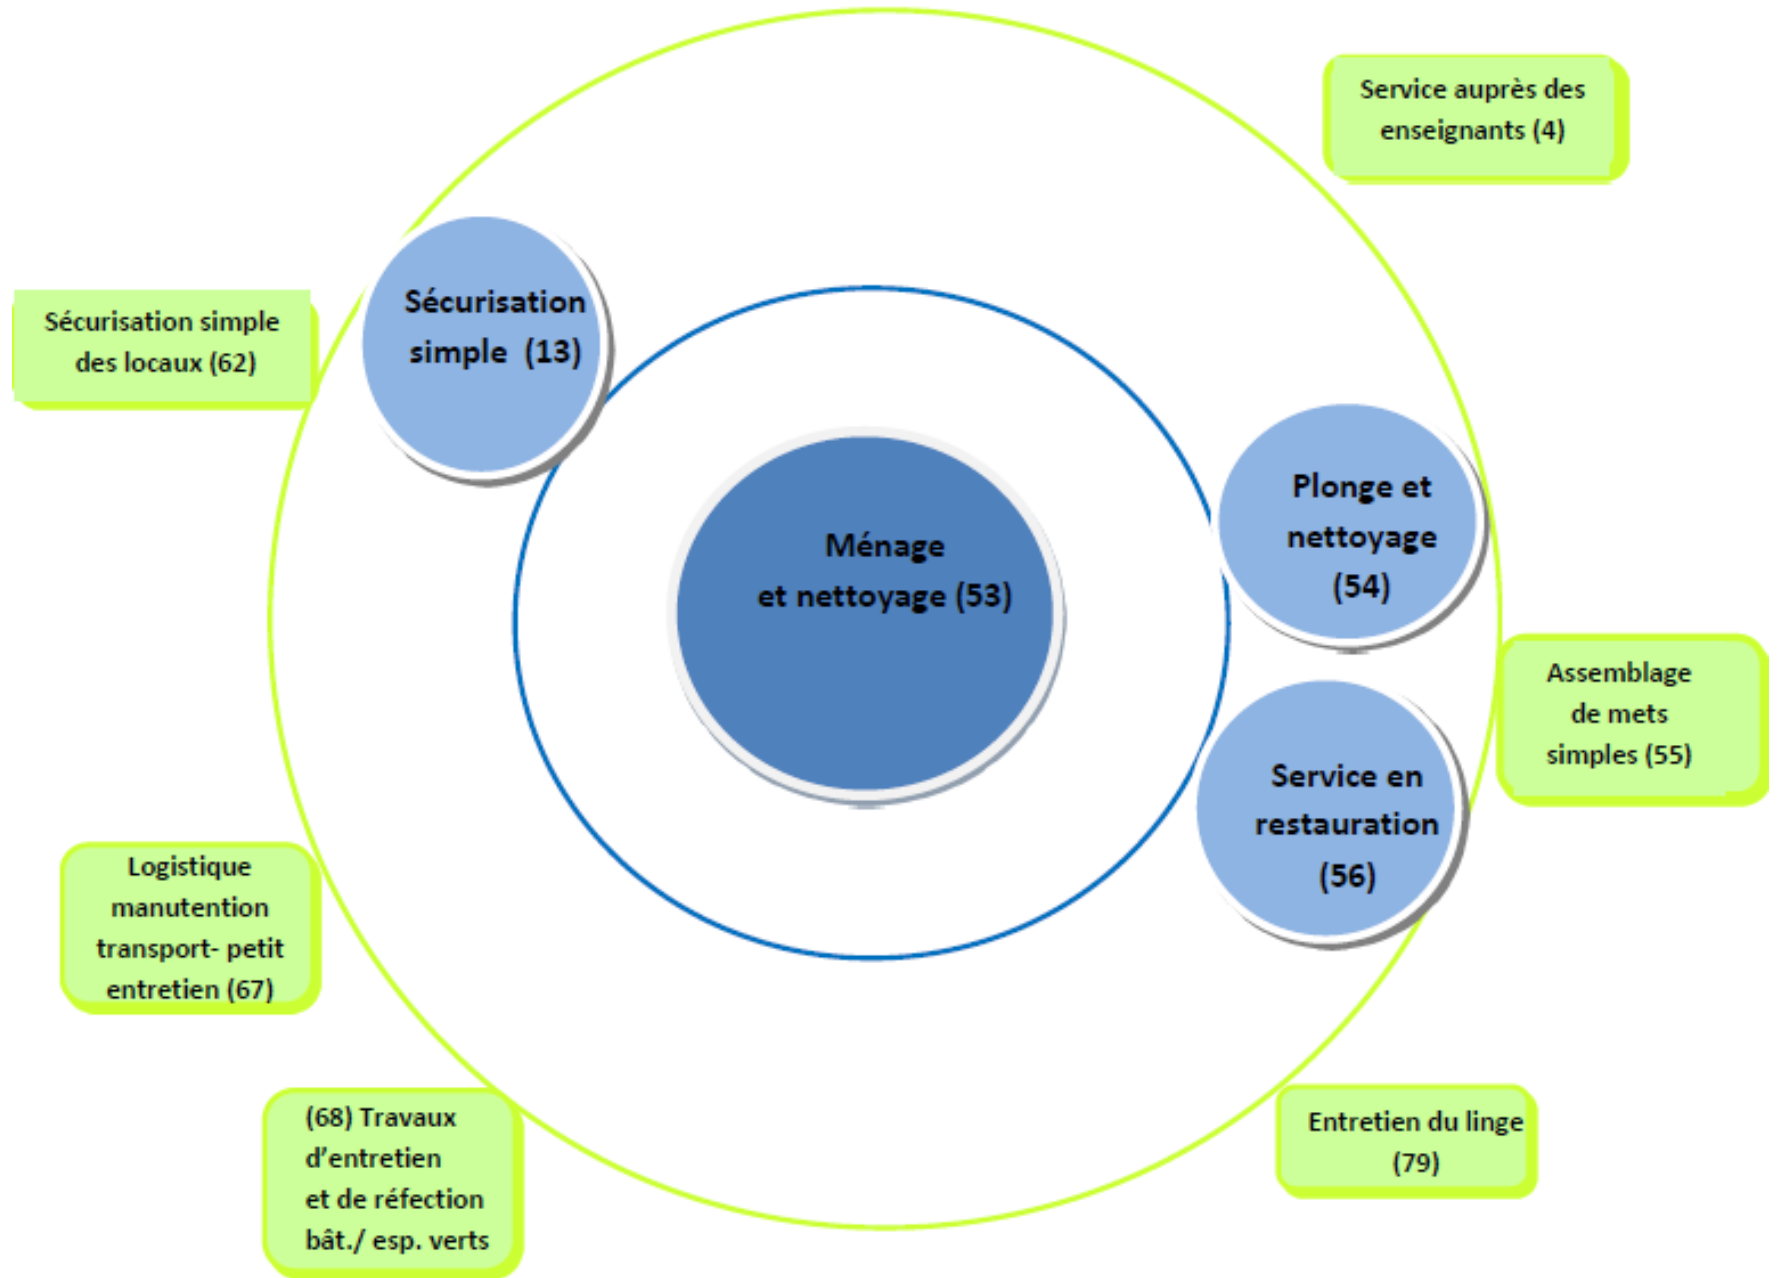 Service auprès des
enseignants (4)
Sécurisation
simple (13)
Sécurisation simple
des locaux (62)
Plonge et
nettoyage
(54)
Ménage
et nettoyage (53)
Assemblage
de mets
simples (55)
Service en
restauration
(56)
Logistique
manutention
transport- petit
entretien (67)
(68) Travaux
d'entretien
et de réfection
bât./ esp. verts
Entretien du linge
(79)